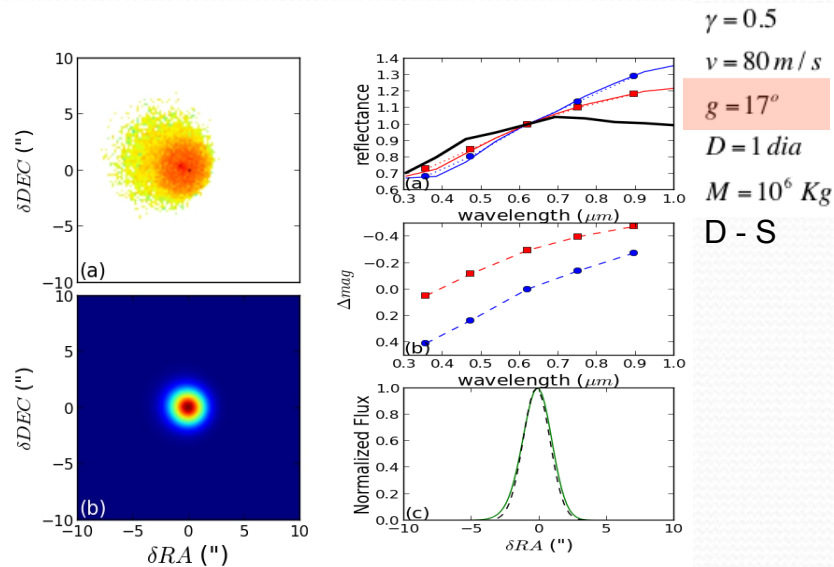 10
5
0
−5
−10
δDEC (")
(a)
10
5
0
−5
−10
δDEC (")
(b)
−10 −5 0 5 10
δRA (")
1.4
1.3
1.2
1.1
1.0
0.9
0.8
0.7
0.6
reflectance
(a)
0.3 0.4 0.5 0.6 0.7 0.8 0.9 1.0
wavelength (μm)
−0.4
−0.2
0.0
0.2
0.4
Δmag
(b)
0.3 0.4 0.5 0.6 0.7 0.8 0.9 1.0
wavelength (μm)
1.0
0.8
0.6
0.4
0.2
0.0
Normalized Flux
(c)
−10 −5 0 5 10
δRA (")
γ = 0.5
v = 80 m / s
g = 17°
D = 1 dia
M = 10⁶ Kg
D - S